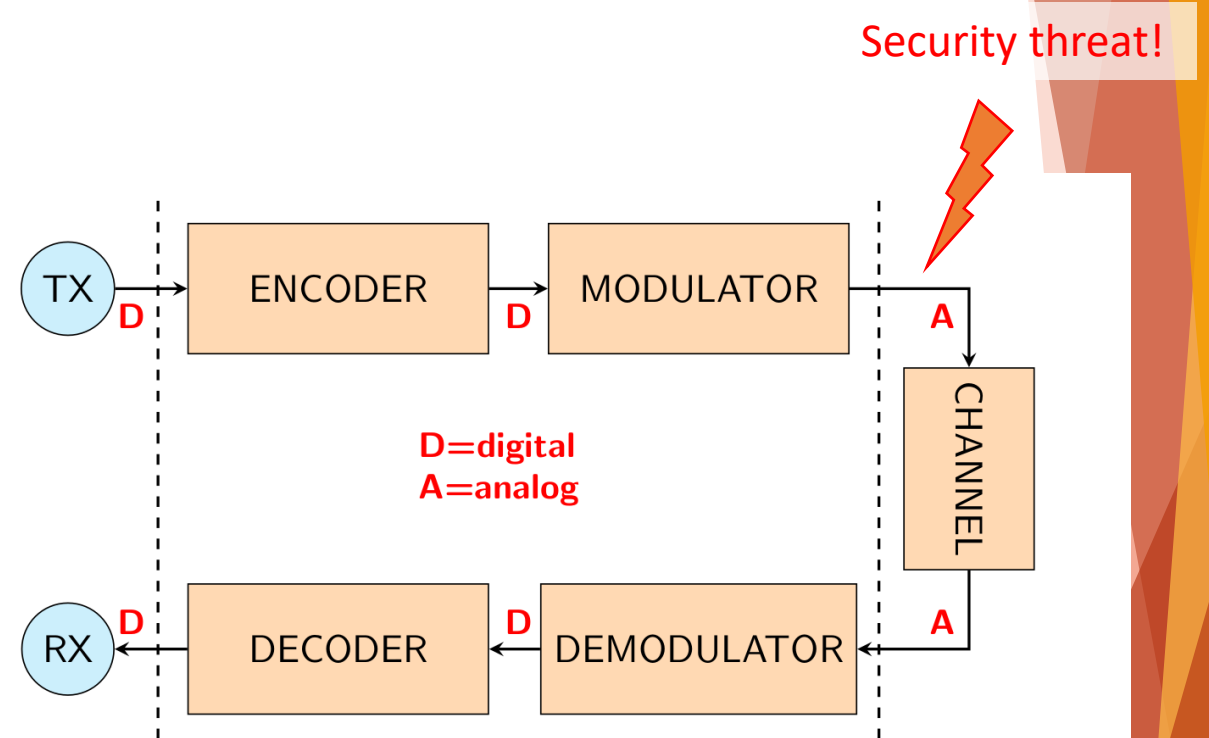 Security threat!
TX
D
ENCODER
D
MODULATOR
A
CHANNEL
D=digital
A=analog
RX
D
DECODER
D
DEMODULATOR
A